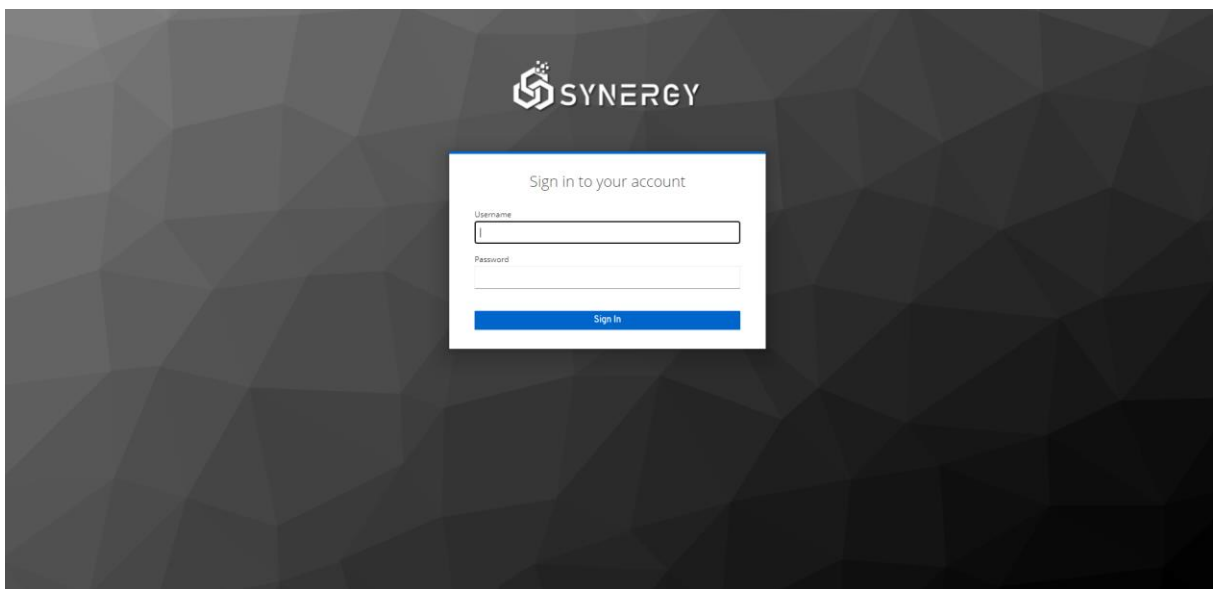 SYNERGY
Sign in to your account
Username
Password
Sign In